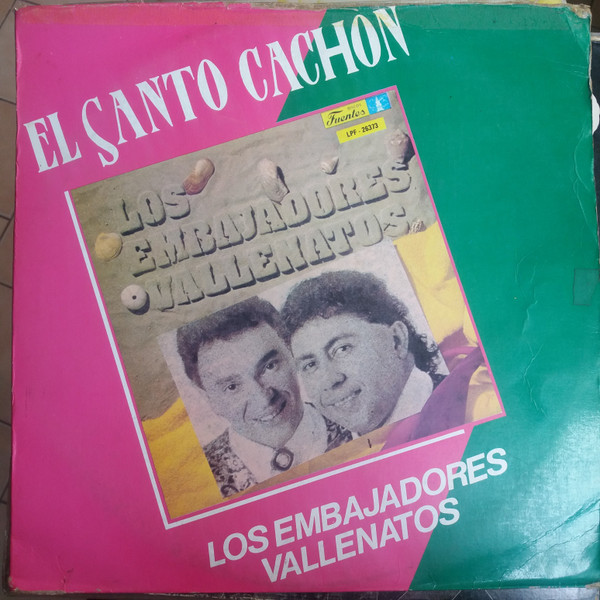 EL SANTO CACHON
Fuentes
LPF - 26372
LOS
EMBAJADORES
VALLENATOS
LOS EMBAJADORES
VALLENATOS